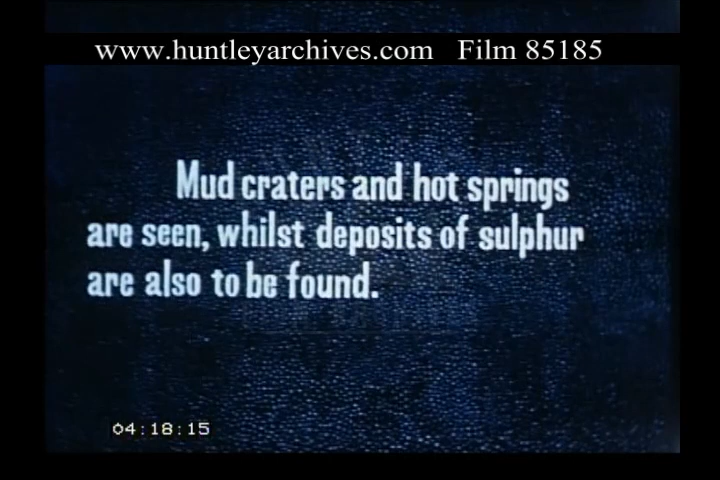 www.huntleyarchives.com Film 85185
Mud craters and hot springs
are seen, whilst deposits of sulphur
are also to be found.
04:18:15